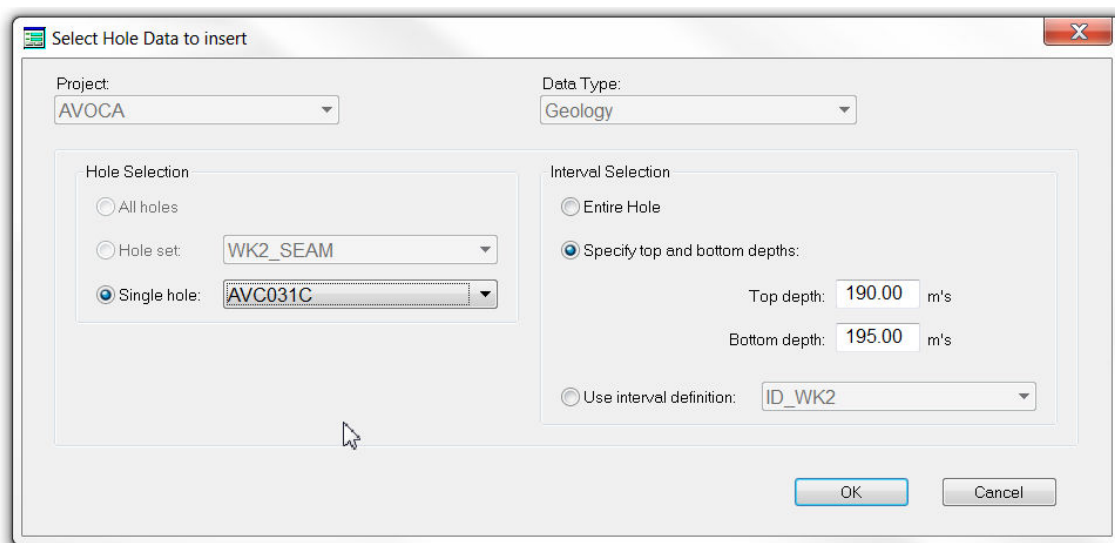 Select Hole Data to insert
X
Project:
Data Type:
AVOCA
Geology
Hole Selection
All holes
Hole set:
WK2_SEAM
Single hole:
AVC031C
Interval Selection
Entire Hole
Specify top and bottom depths:
Top depth: 190.00 m's
Bottom depth: 195.00 m's
Use interval definition:
ID_WK2
OK
Cancel